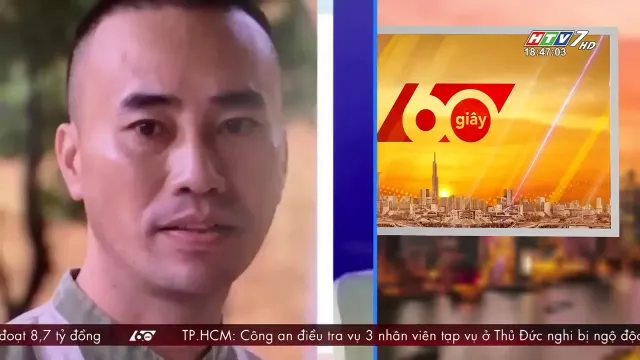 HTV7 HD
18:47:03
60 giây
đoạt 8,7 tỷ đồng 60 TP.HCM: Công an điều tra vụ 3 nhân viên tạp vụ ở Thủ Đức nghi bị ngộ độc